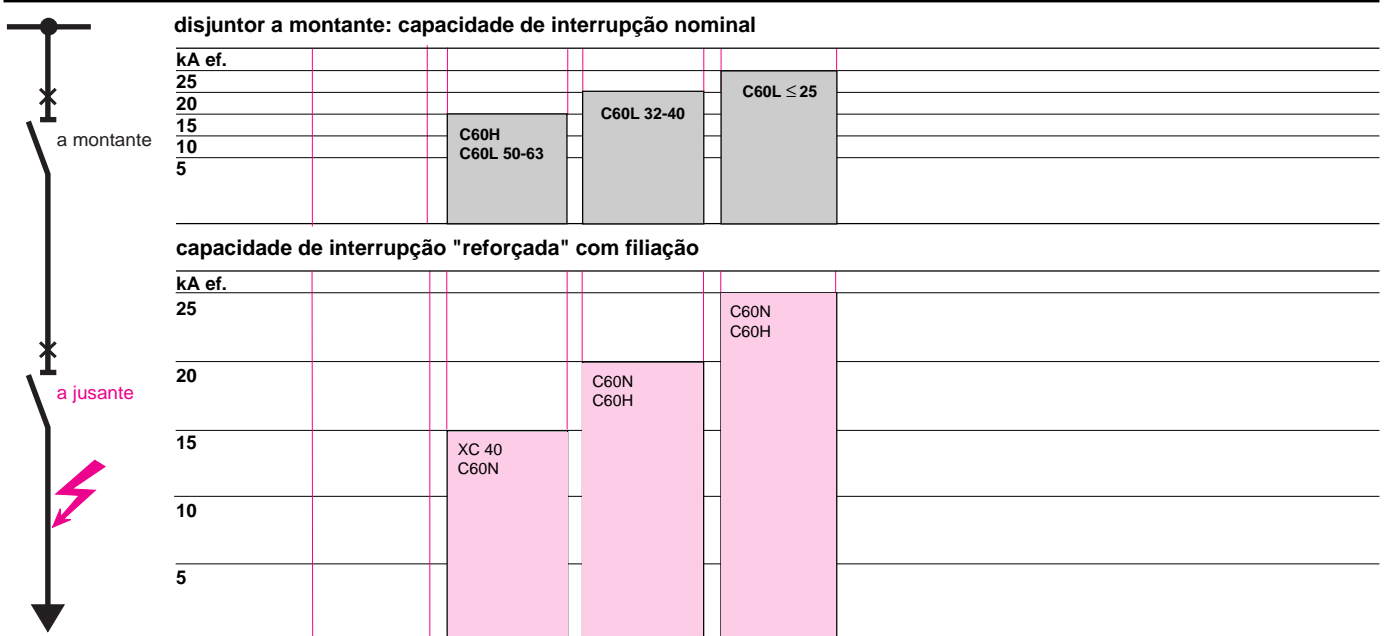 disjuntor a montante: capacidade de interrupção nominal
kA ef.
25
20
15
10
5
a montante
C60H
C60L 50-63
C60L 32-40
C60L ≤ 25
capacidade de interrupção "reforçada" com filiação
kA ef.
25
20
15
10
5
a jusante
XC 40
C60N
C60N
C60H
C60N
C60H